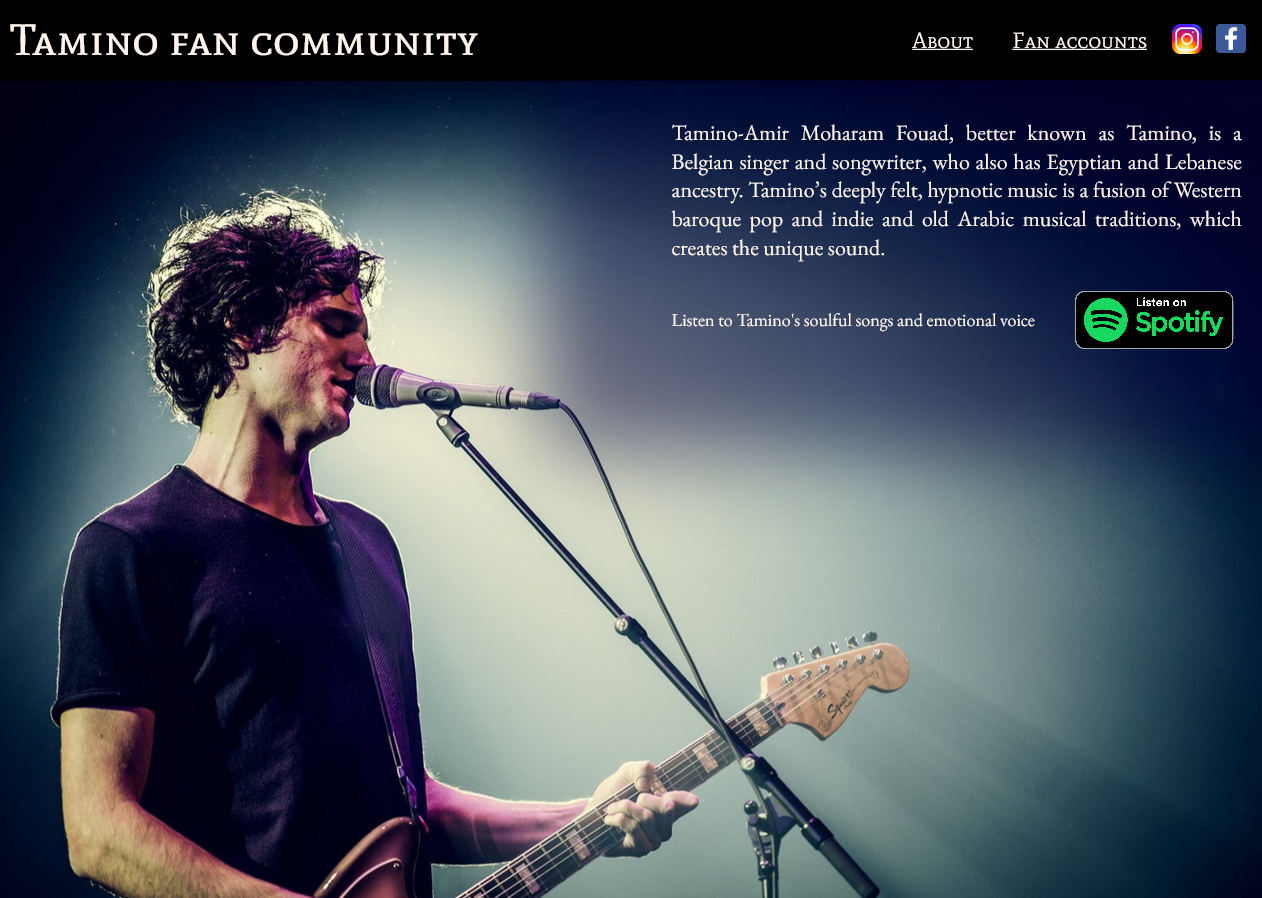 Tamino fan community
About
Fan accounts
Tamino-Amir Moharam Fouad, better known as Tamino, is a
Belgian singer and songwriter, who also has Egyptian and Lebanese
ancestry. Tamino’s deeply felt, hypnotic music is a fusion of Western
baroque pop and indie and old Arabic musical traditions, which
creates the unique sound.
Listen to Tamino's soulful songs and emotional voice
Listen on
Spotify
Squier